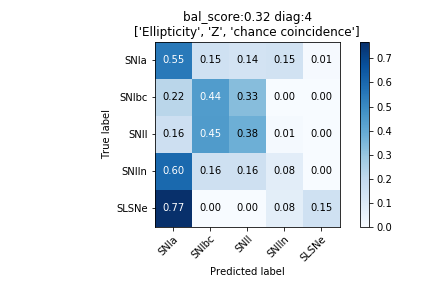 bal_score:0.32 diag:4
['Ellipticity', 'Z', 'chance coincidence']
True label
SNIa 0.55 0.15 0.14 0.15 0.01
SNIbc 0.22 0.44 0.33 0.00 0.00
SNII 0.16 0.45 0.38 0.01 0.00
SNIIn 0.60 0.16 0.16 0.08 0.00
SLSNe 0.77 0.00 0.00 0.08 0.15
SNIa SNIbc SNII SNIIn SLSNe
Predicted label
0.7
0.6
0.5
0.4
0.3
0.2
0.1
0.0